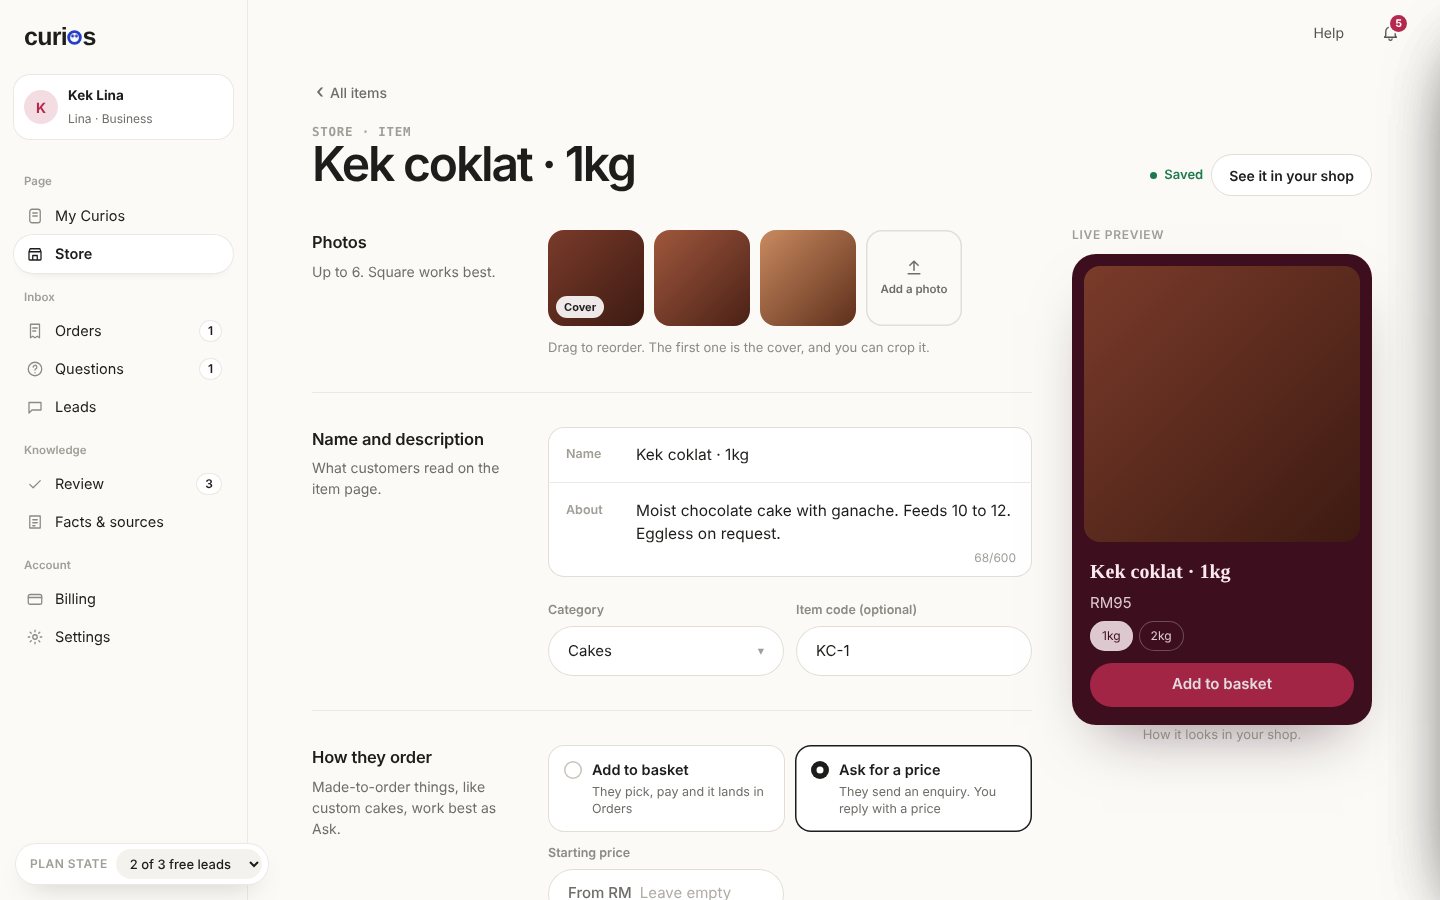 curios
Kek Lina
K
Lina · Business
Page
My Curios
Store
Inbox
Orders 1
Questions 1
Leads
Knowledge
Review 3
Facts & sources
Account
Billing
Settings
PLAN STATE 2 of 3 free leads
Help
5
All items
STORE · ITEM
Kek coklat · 1kg
Saved
See it in your shop
Photos
Up to 6. Square works best.
Cover
Add a photo
Drag to reorder. The first one is the cover, and you can crop it.
Name and description
What customers read on the
item page.
Name Kek coklat · 1kg
About Moist chocolate cake with ganache. Feeds 10 to 12.
Eggless on request.
68/600
Category
Cakes
Item code (optional)
KC-1
How they order
Made-to-order things, like
custom cakes, work best as
Ask.
Add to basket
They pick, pay and it lands in
Orders
Ask for a price
They send an enquiry. You
reply with a price
Starting price
From RM Leave empty
LIVE PREVIEW
Kek coklat · 1kg
RM95
1kg 2kg
Add to basket
How it looks in your shop.